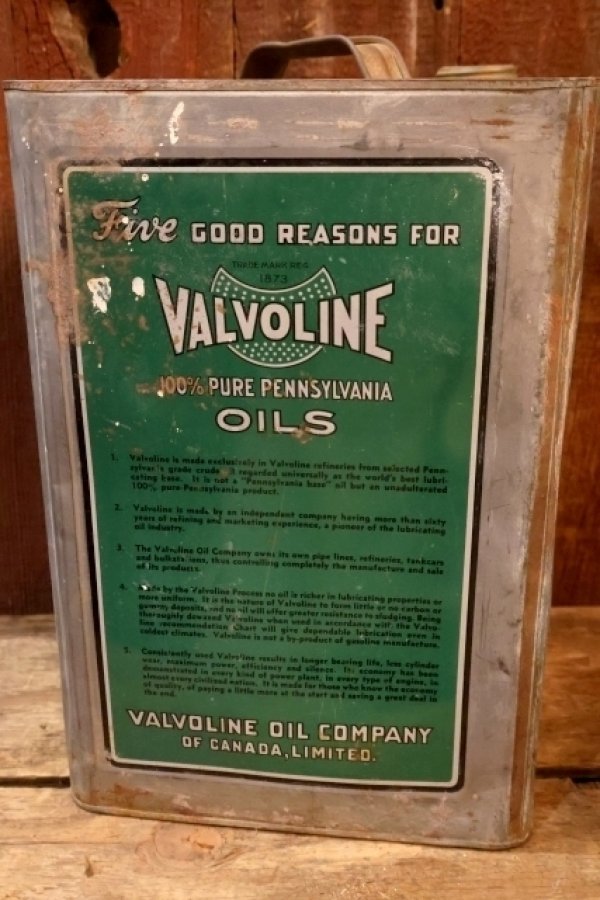 Five GOOD REASONS FOR
TRADE MARK REG.
1873
VALVOLINE
100% PURE PENNSYLVANIA
OILS
1. Valvoline is made exclusively in Valvoline refineries from selected Penn-
grade crude regarded universally as the world's best lubri-
cating base. It is not a "Pennsylvania base" oil but an unadulterated
100% pure Pennsylvania product.
2. Valvoline is made by an independent company having more than sixty
years of refining and marketing experience, a pioneer of the lubricating
oil industry.
3. The Valvoline Oil Company owns its own pipe lines, refineries, tankcars
and bulkstations, thus controlling completely the manufacture and sale
of its products.
4. Made by the Valvoline Process no oil is richer in lubricating properties or
more uniform. It is the nature of Valvoline to form little or no carbon or
gummy deposits, and no oil will offer greater resistance to sludging. Being
thoroughly dewaxed Valvoline when used in accordance with the Valvo-
line recommendation Chart will give dependable lubrication even in
coldest climates. Valvoline is not a by-product of gasoline manufacture.
5. Consistently used Valvoline results in longer bearing life, less cylinder
wear, maximum power, efficiency and silence. Its economy has been
demonstrated in every kind of power plant, in every type of engine, in
almost every civilized nation. It is made for those who know the economy
of quality, of paying a little more at the start and saving a great deal in
the end.
VALVOLINE OIL COMPANY
OF CANADA, LIMITED.